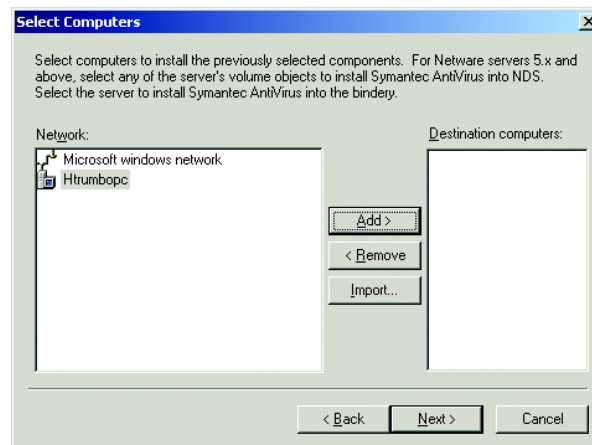 Select Computers
Select computers to install the previously selected components. For Netware servers 5.x and
above, select any of the server's volume objects to install Symantec AntiVirus into NDS.
Select the server to install Symantec AntiVirus into the bindery.
Network:
Destination computers:
Microsoft windows network
Htrumbopc
Add >
< Remove
Import...
< Back
Next >
Cancel